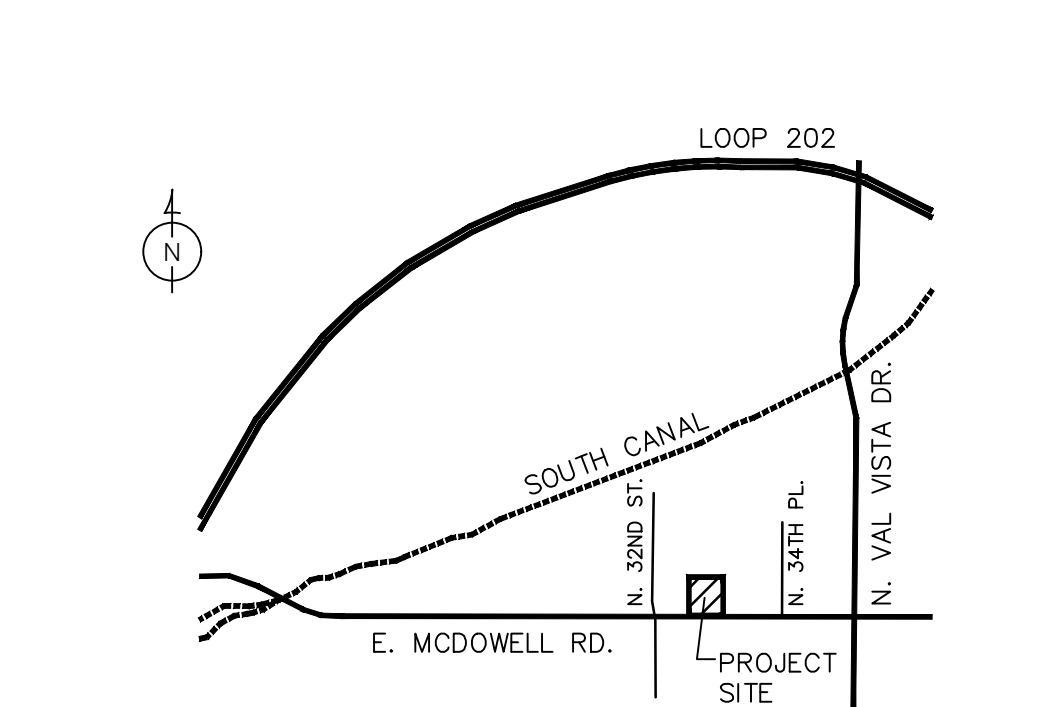 LOOP 202
N
SOUTH CANAL
N. 32ND ST.
N. 34TH PL.
N. VAL VISTA DR.
E. MCDOWELL RD.
PROJECT
SITE